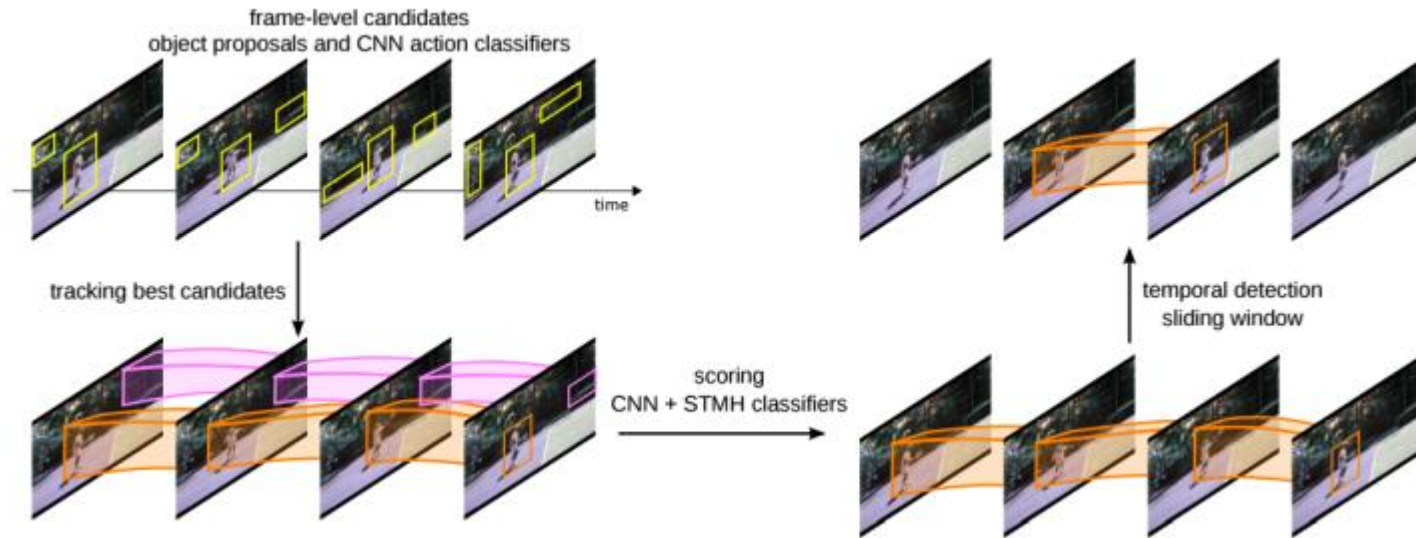 frame-level candidates
object proposals and CNN action classifiers
time
tracking best candidates
scoring
CNN + STMH classifiers
temporal detection
sliding window